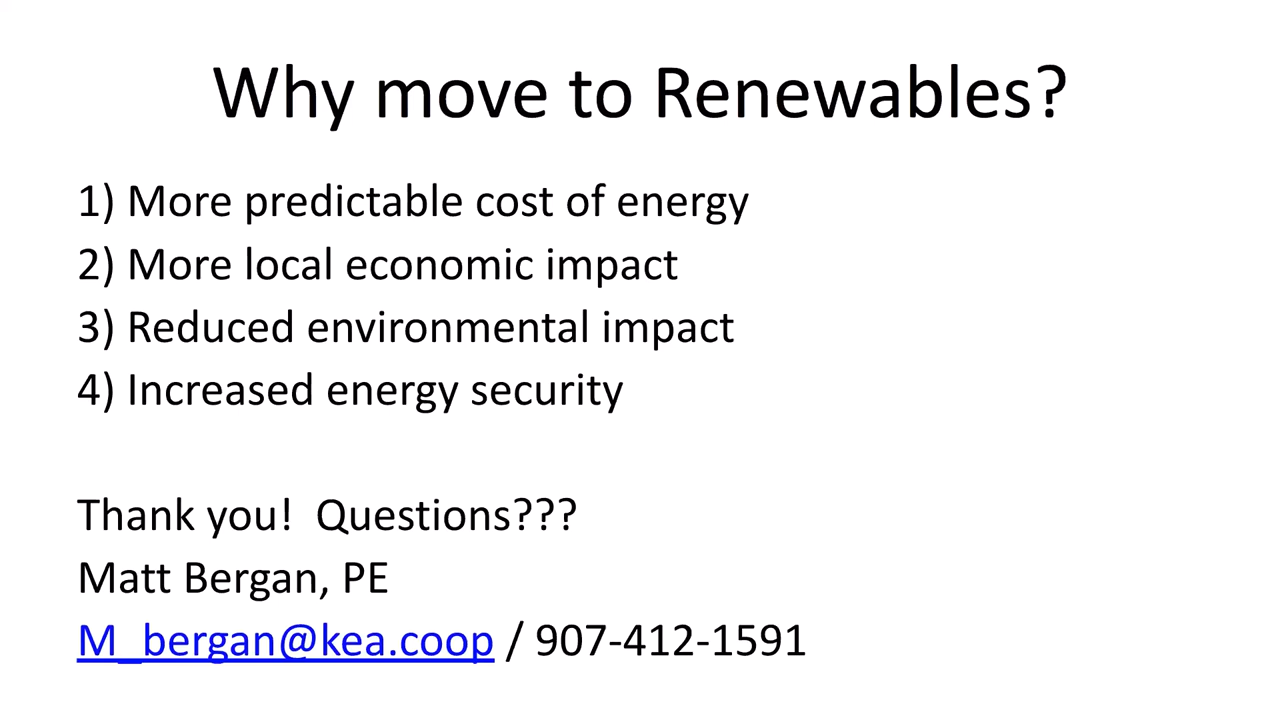 Why move to Renewables?
1) More predictable cost of energy
2) More local economic impact
3) Reduced environmental impact
4) Increased energy security
Thank you!  Questions???
Matt Bergan, PE
M_bergan@kea.coop / 907-412-1591